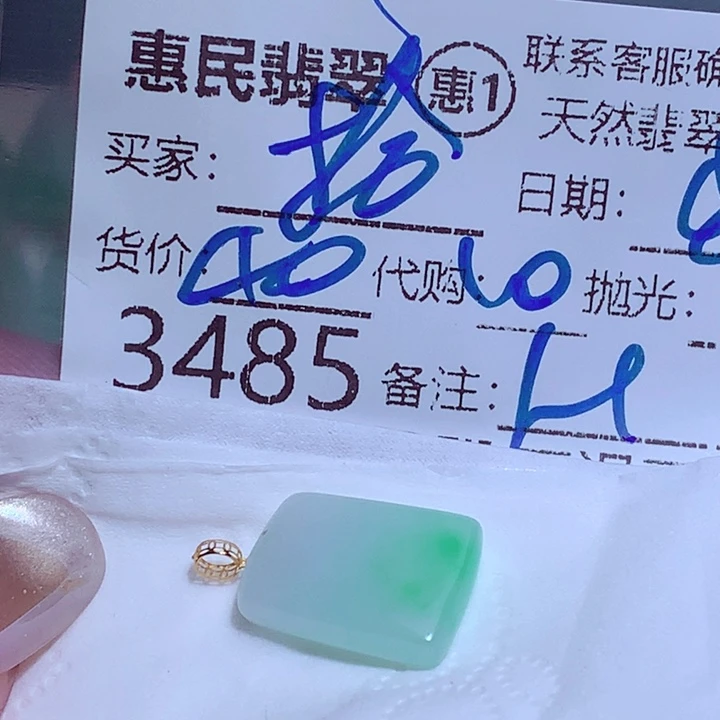 惠民翡翠 惠1 联系客服确
天然翡翠
买家: 拾 日期:
货价: 40 代购: 10 抛光:
3485 备注: H